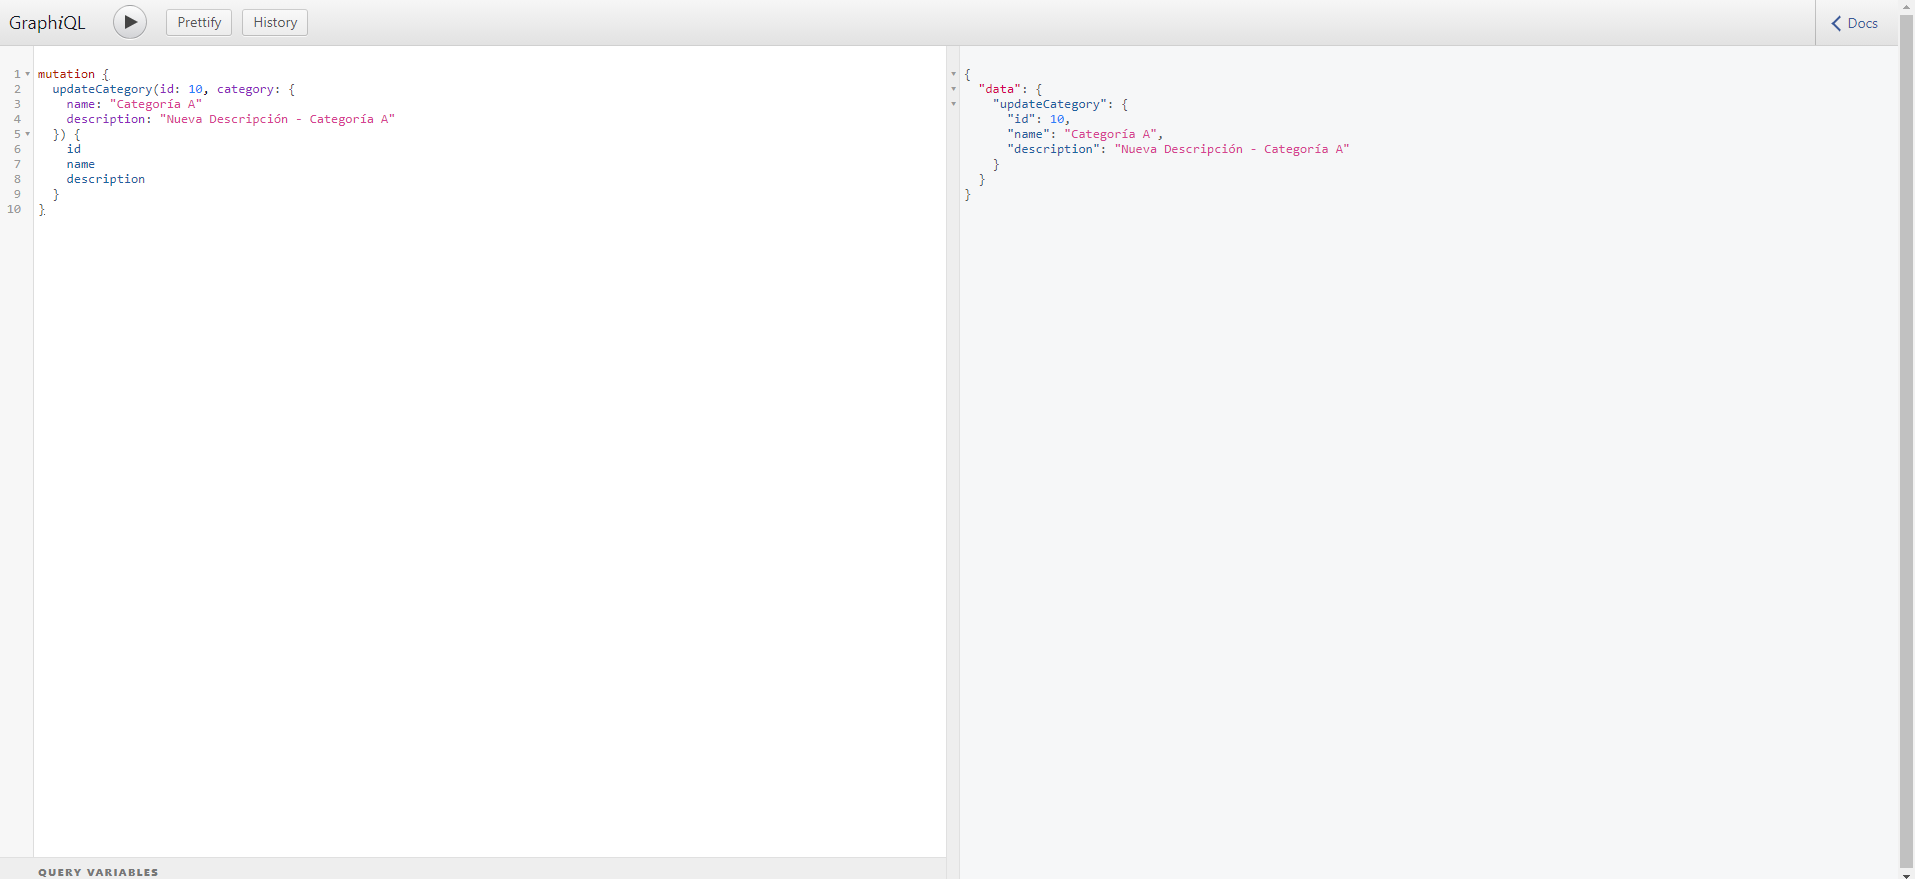 GraphiQL
Prettify
History
Docs
1 mutation {
2   updateCategory(id: 10, category: {
3     name: "Categoría A"
4     description: "Nueva Descripción - Categoría A"
5   }) {
6     id
7     name
8     description
9   }
10 }
QUERY VARIABLES
{
  "data": {
    "updateCategory": {
      "id": 10,
      "name": "Categoría A",
      "description": "Nueva Descripción - Categoría A"
    }
  }
}